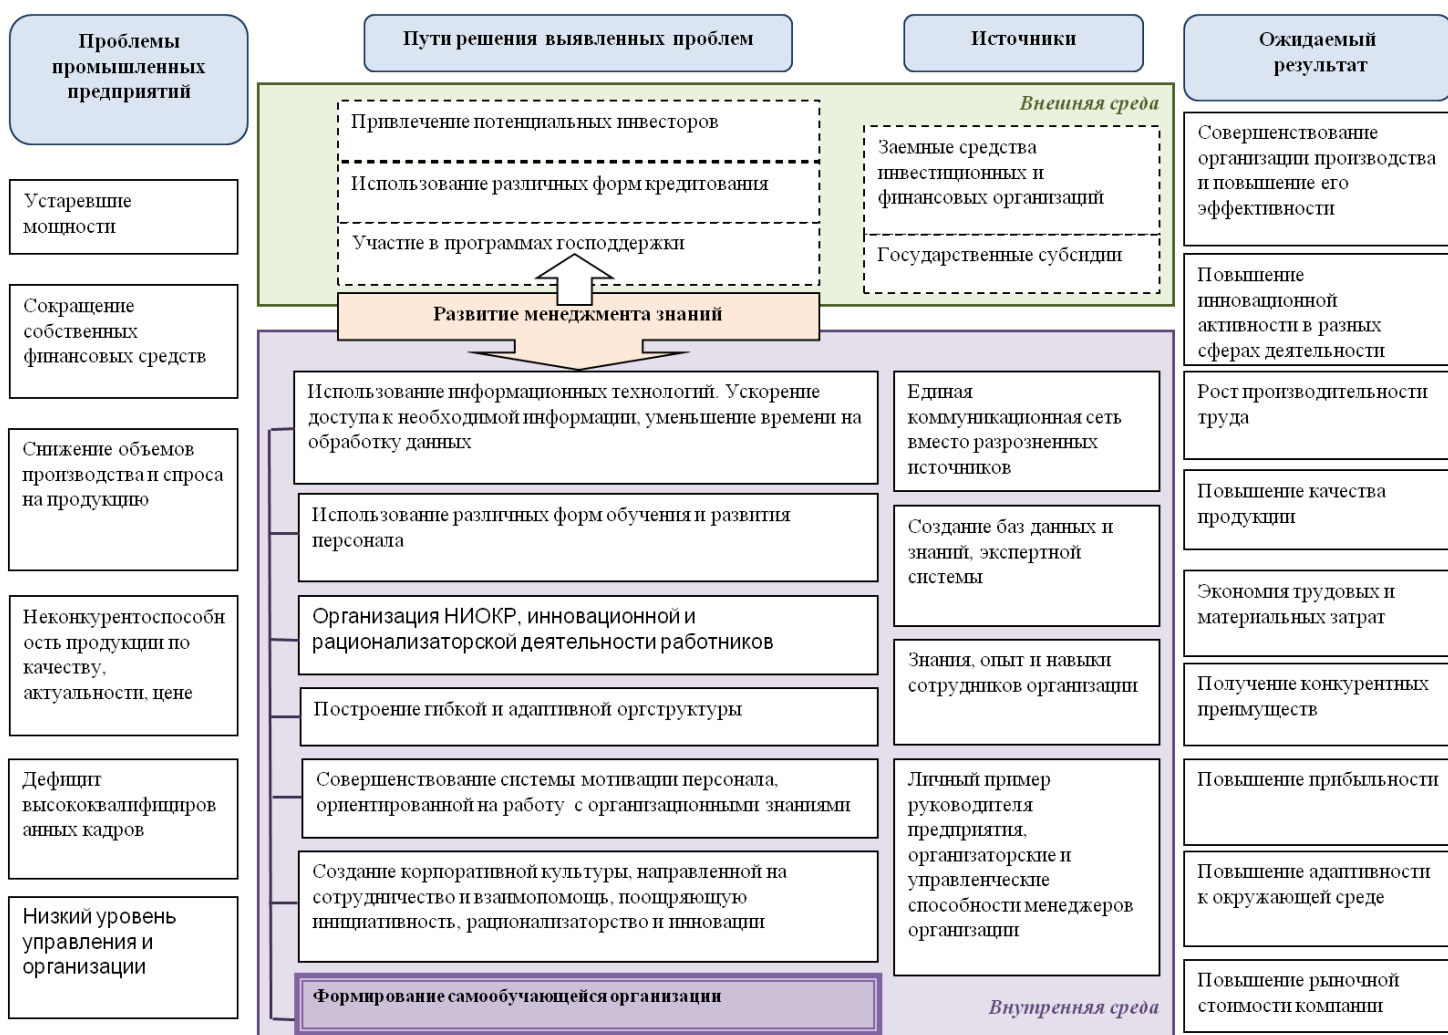 Проблемы
промышленных
предприятий
Устаревшие
мощности
Сокращение
собственных
финансовых средств
Снижение объемов
производства и спроса
на продукцию
Неконкурентоспособн
ость продукции по
качеству,
актуальности, цене
Дефицит
высококвалифициров
анных кадров
Низкий уровень
управления и
организации
Пути решения выявленных проблем
Привлечение потенциальных инвесторов
Использование различных форм кредитования
Участие в программах господдержки
Развитие менеджмента знаний
Использование информационных технологий. Ускорение
доступа к необходимой информации, уменьшение времени на
обработку данных
Использование различных форм обучения и развития
персонала
Организация НИОКР, инновационной и
рационализаторской деятельности работников
Построение гибкой и адаптивной оргструктуры
Совершенствование системы мотивации персонала,
ориентированной на работу с организационными знаниями
Создание корпоративной культуры, направленной на
сотрудничество и взаимопомощь, поощряющую
инициативность, рационализаторство и инновации
Формирование самообучающейся организации
Источники
Внешняя среда
Заемные средства
инвестиционных и
финансовых организаций
Государственные субсидии
Единая
коммуникационная сеть
вместо разрозненных
источников
Создание баз данных и
знаний, экспертной
системы
Знания, опыт и навыки
сотрудников организации
Личный пример
руководителя
предприятия,
организаторские и
управленческие
способности менеджеров
организации
Внутренняя среда
Ожидаемый
результат
Совершенствование
организации производства
и повышение его
эффективности
Повышение
инновационной
активности в разных
сферах деятельности
Рост производительности
труда
Повышение качества
продукции
Экономия трудовых и
материальных затрат
Получение конкурентных
преимуществ
Повышение прибыльности
Повышение адаптивности
к окружающей среде
Повышение рыночной
стоимости компании